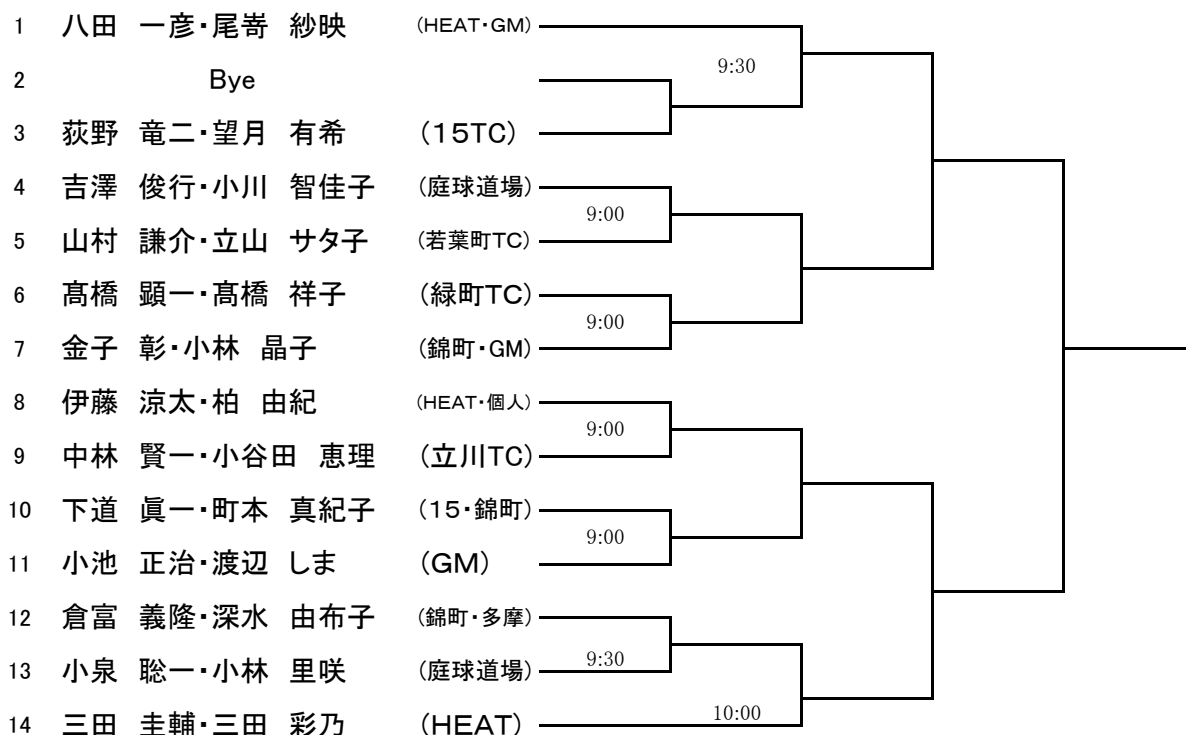 1 八田 一彦・尾嵜 紗映 (HEAT・GM)
9:30
2 Bye
3 荻野 竜二・望月 有希 (15TC)
4 吉澤 俊行・小川 智佳子 (庭球道場)
9:00
5 山村 謙介・立山 サタ子 (若葉町TC)
6 髙橋 顕一・髙橋 祥子 (緑町TC)
9:00
7 金子 彰・小林 晶子 (錦町・GM)
8 伊藤 涼太・柏 由紀 (HEAT・個人)
9:00
9 中林 賢一・小谷田 恵理 (立川TC)
10 下道 眞一・町本 真紀子 (15・錦町)
9:00
11 小池 正治・渡辺 しま (GM)
12 倉富 義隆・深水 由布子 (錦町・多摩)
9:30
13 小泉 聡一・小林 里咲 (庭球道場)
10:00
14 三田 圭輔・三田 彩乃 (HEAT)